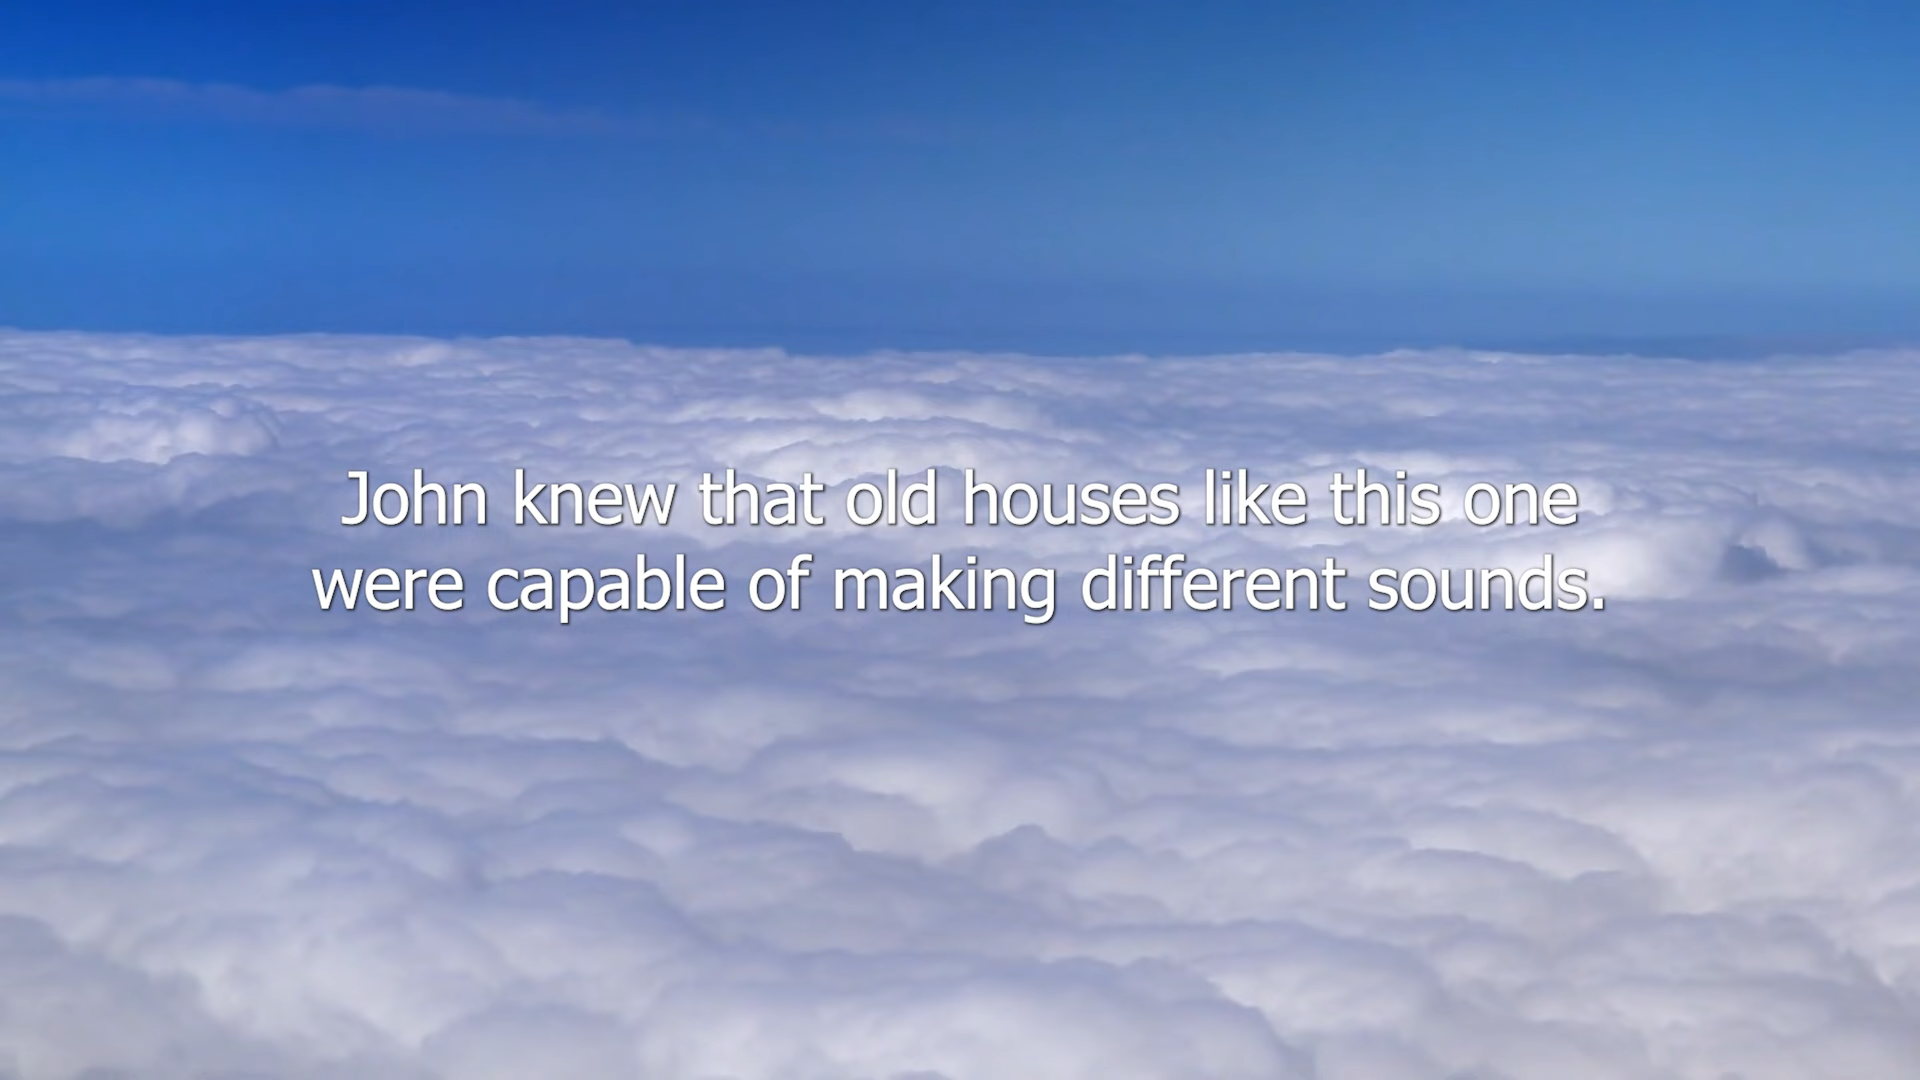 John knew that old houses like this one
were capable of making different sounds.